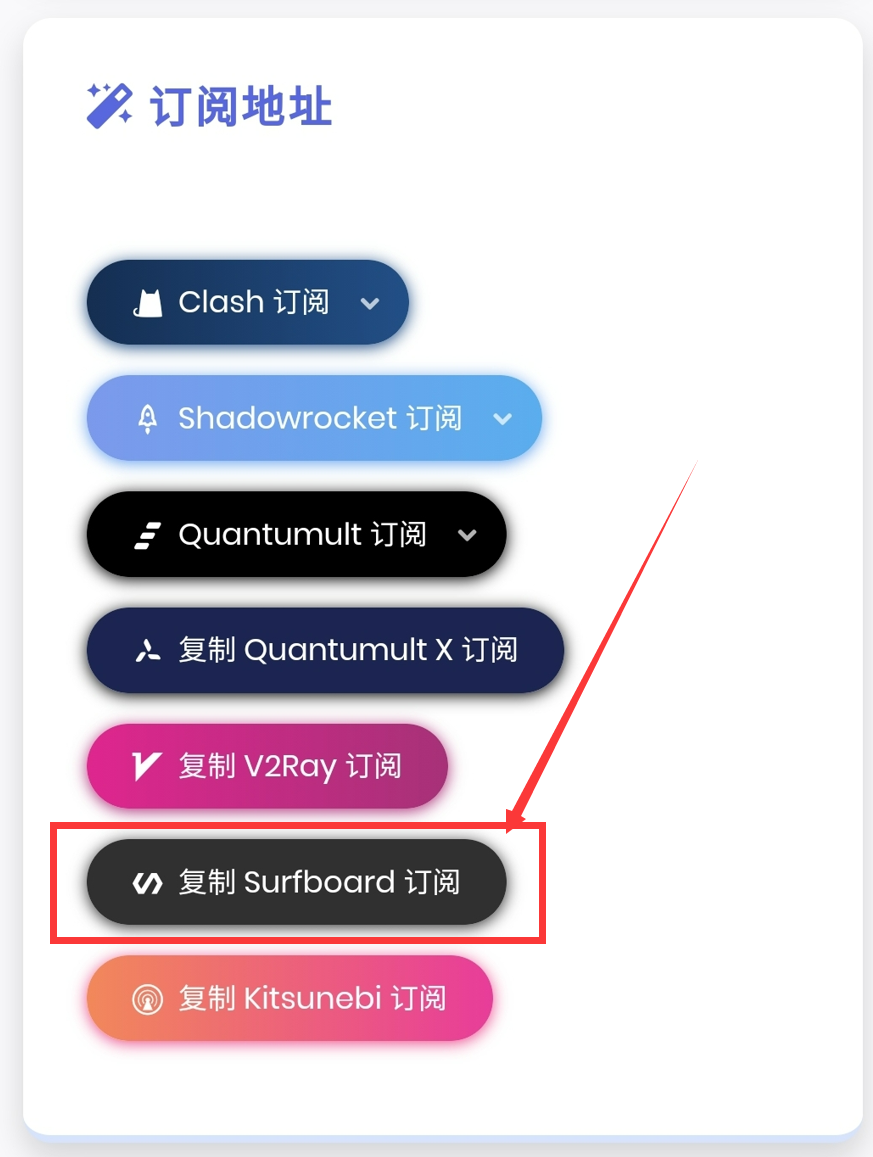 订阅地址
Clash 订阅
Shadowrocket 订阅
Quantumult 订阅
复制 Quantumult X 订阅
复制 V2Ray 订阅
复制 Surfboard 订阅
复制 Kitsunebi 订阅